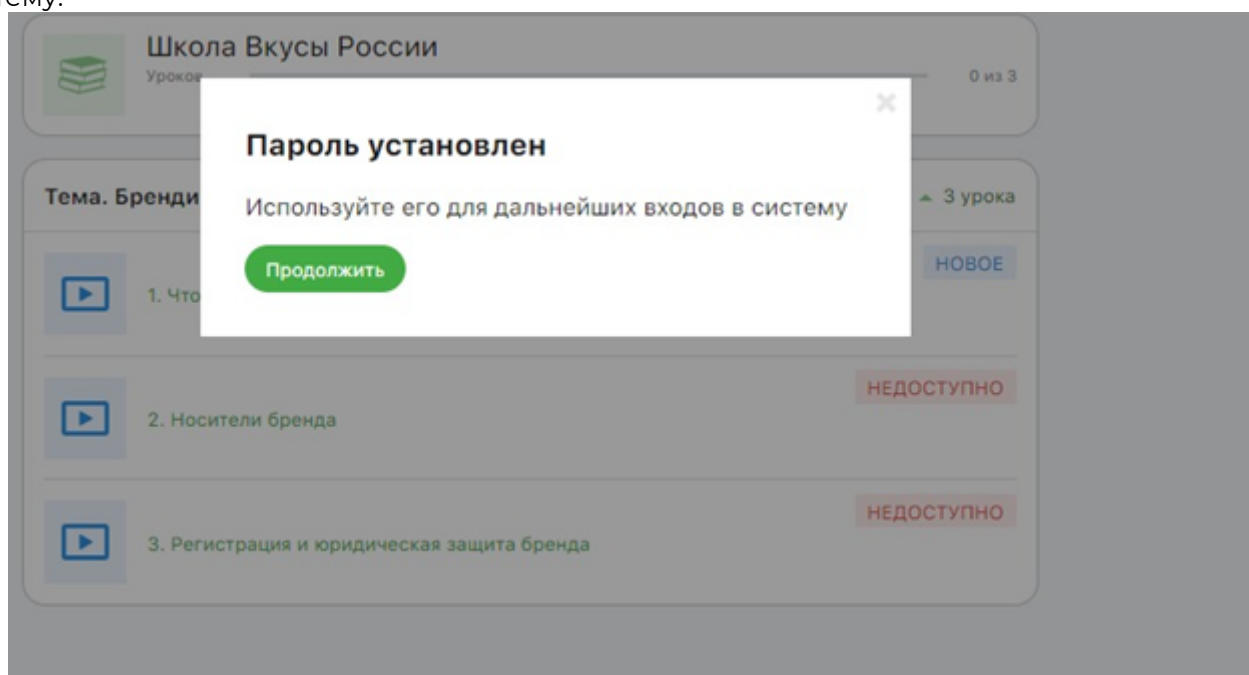 Школа Вкусы России
Уроков
0 из 3
Пароль установлен
Используйте его для дальнейших входов в систему
Продолжить
Тема. Бренди
3 урока
НОВОЕ
1. Что
НЕДОСТУПНО
2. Носители бренда
НЕДОСТУПНО
3. Регистрация и юридическая защита бренда